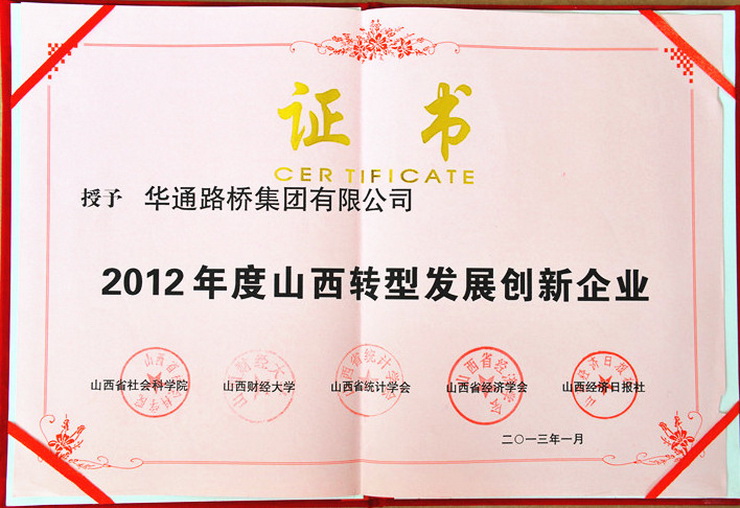 证书
CERTIFICATE
授予 华通路桥集团有限公司
2012年度山西转型发展创新企业
山西省社会科学院 山西财经大学 山西省统计学会 山西省经济学会 山西经济日报社
二〇一三年一月